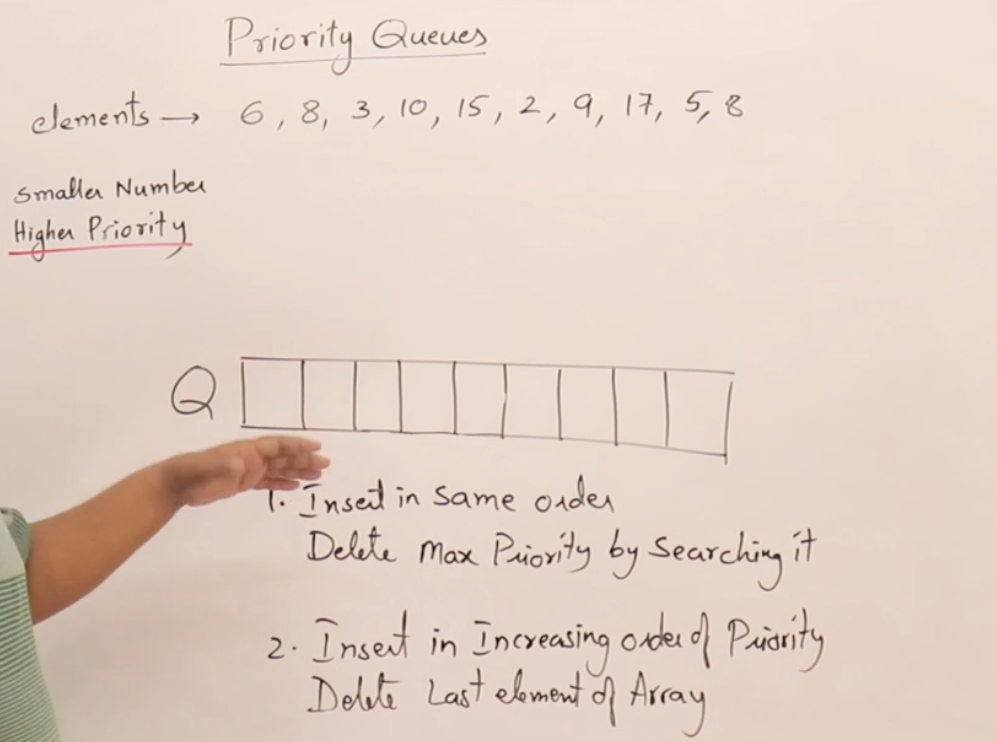 Priority Queues
elements → 6, 8, 3, 10, 15, 2, 9, 17, 5, 8
Smaller Number
Higher Priority
Q
1. Insert in same order
Delete Max Priority by searching it
2. Insert in Increasing order of Priority
Delete Last element of Array